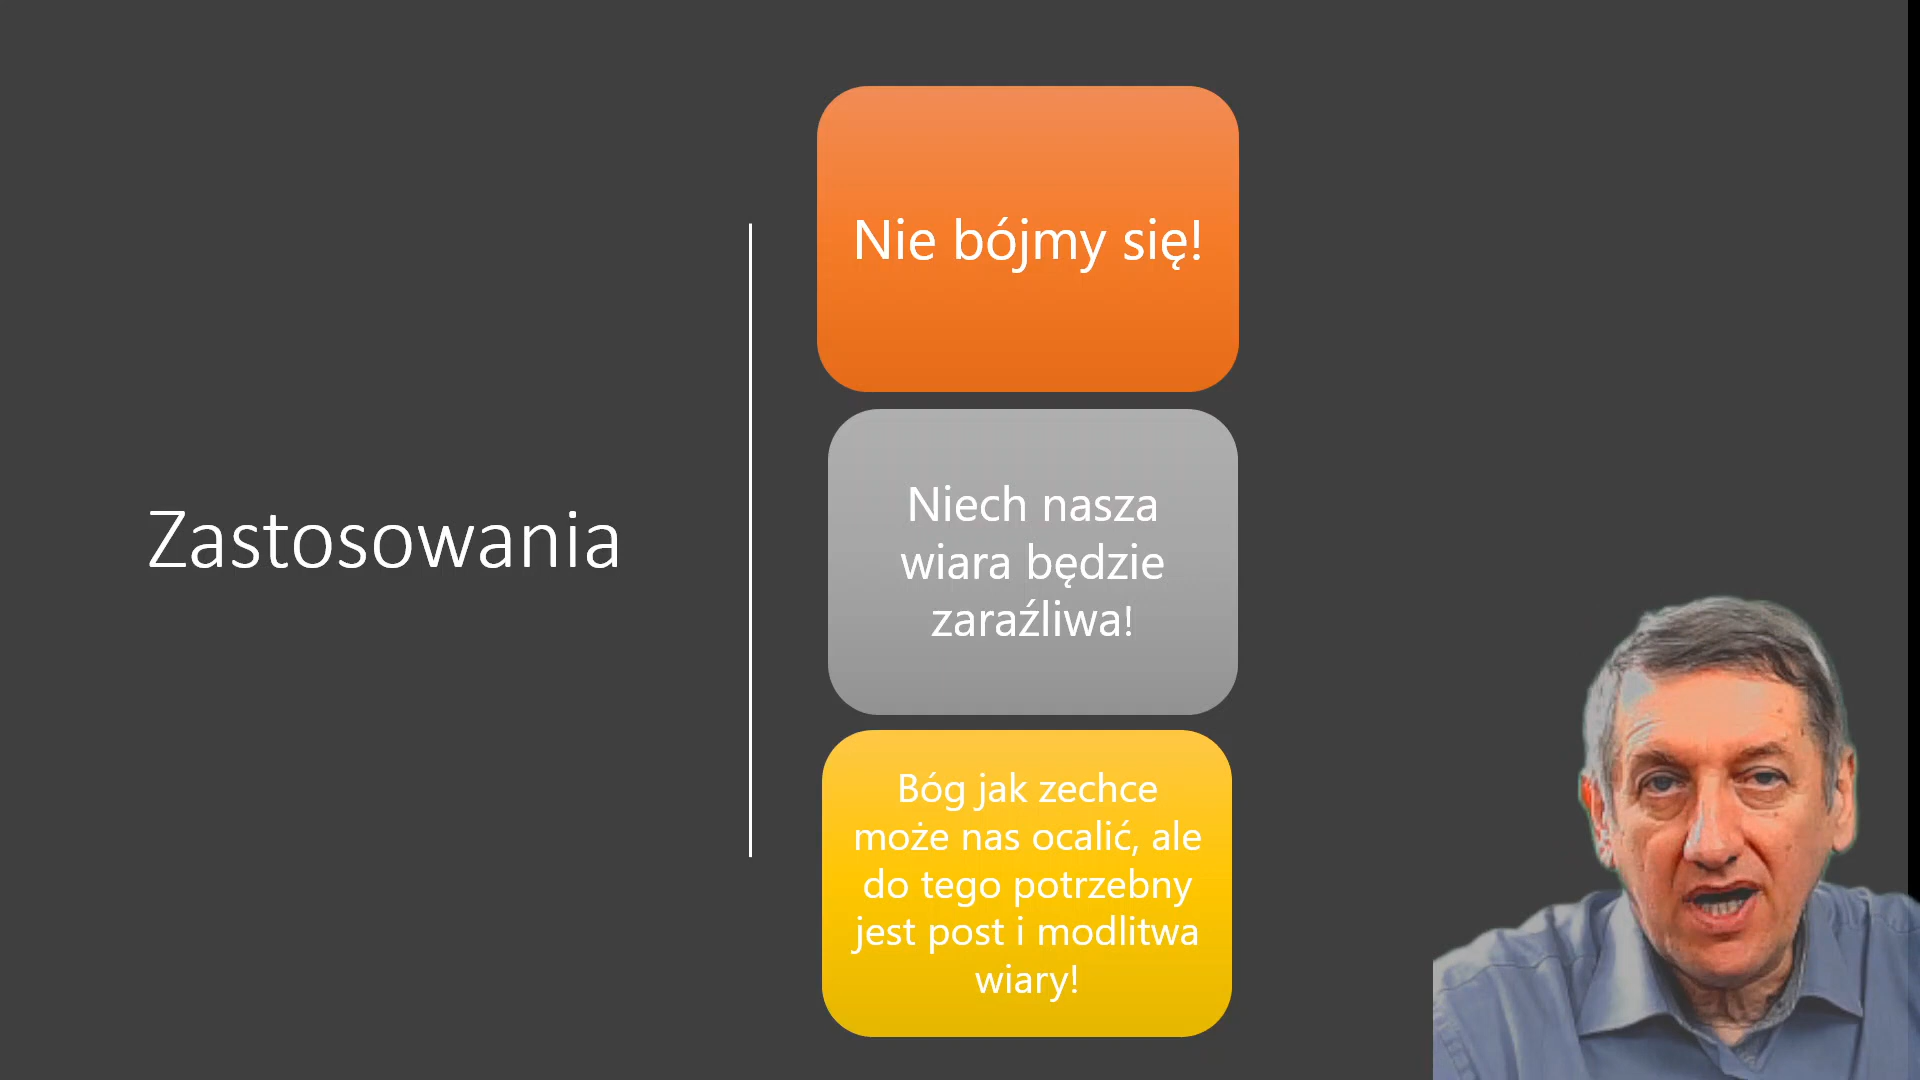 Zastosowania
Nie bójmy się!
Niech nasza
wiara będzie
zaraźliwa!
Bóg jak zechce
może nas ocalić, ale
do tego potrzebny
jest post i modlitwa
wiary!